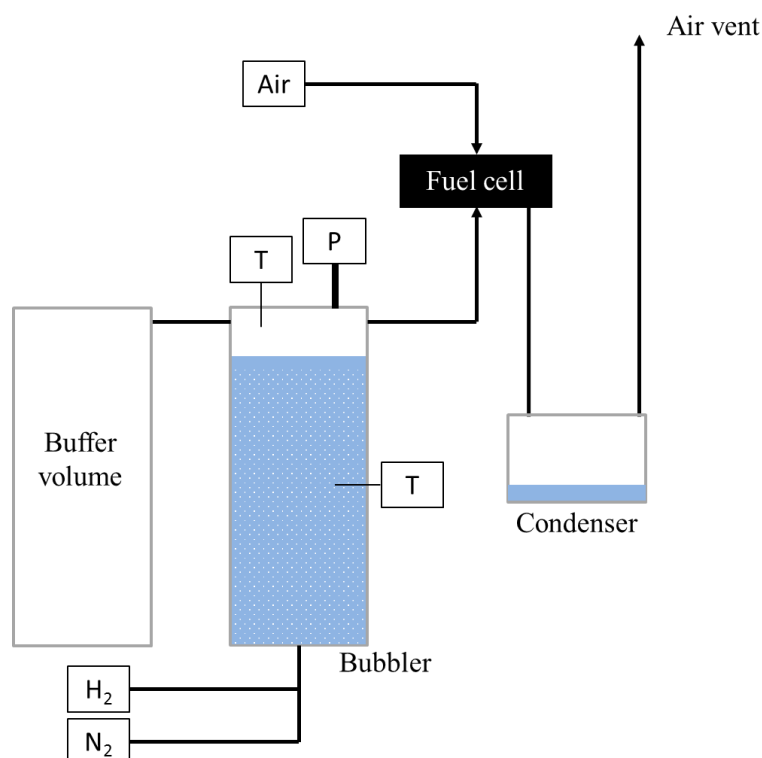 Air vent
Air
Fuel cell
P
T
Buffer
volume
T
Condenser
Bubbler
H₂
N₂